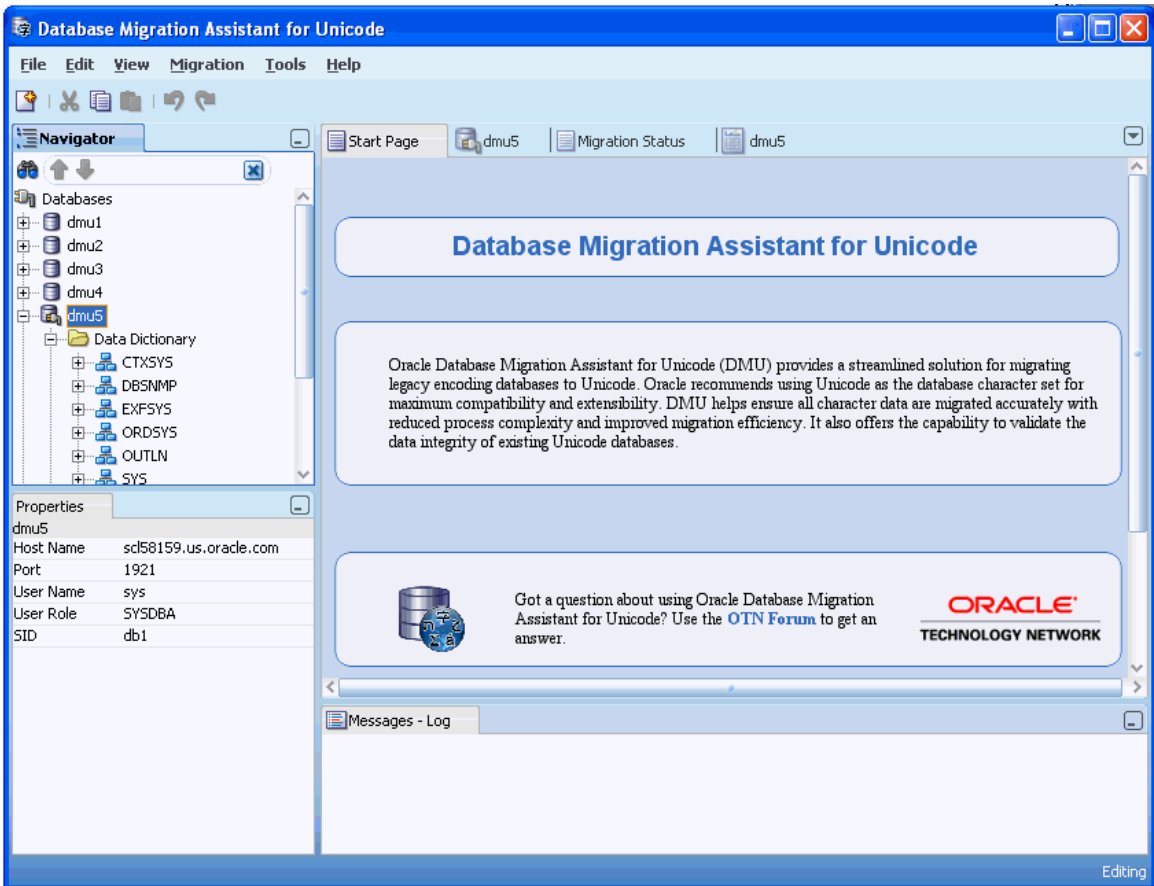 Database Migration Assistant for Unicode
File Edit View Migration Tools Help
Navigator
Databases
dmu1
dmu2
dmu3
dmu4
dmu5
Data Dictionary
CTXSYS
DBSNMP
EXFSYS
ORDSYS
OUTLN
SYS
Properties
dmu5
Host Name scl58159.us.oracle.com
Port 1921
User Name sys
User Role SYSDBA
SID db1
Start Page dmu5 Migration Status dmu5
Database Migration Assistant for Unicode
Oracle Database Migration Assistant for Unicode (DMU) provides a streamlined solution for migrating
legacy encoding databases to Unicode. Oracle recommends using Unicode as the database character set for
maximum compatibility and extensibility. DMU helps ensure all character data are migrated accurately with
reduced process complexity and improved migration efficiency. It also offers the capability to validate the
data integrity of existing Unicode databases.
Got a question about using Oracle Database Migration
Assistant for Unicode? Use the OTN Forum to get an
answer.
ORACLE
TECHNOLOGY NETWORK
Messages - Log
Editing